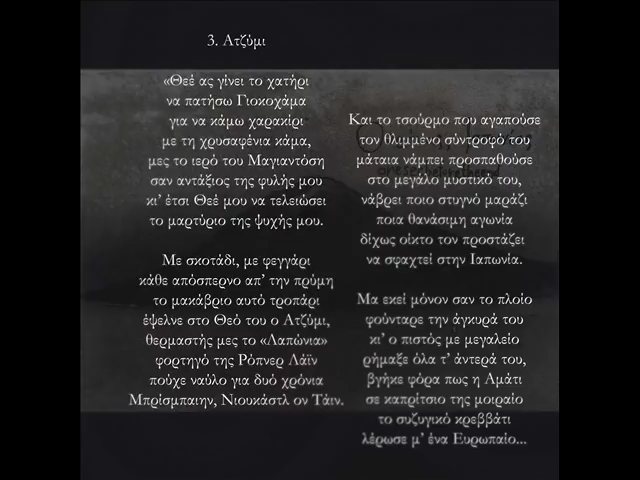 3. Ατζύμι
«Θεέ ας γίνει το χατήρι
να πατήσω Γιοκοχάμα
για να κάμω χαρακίρι
με τη χρυσαφένια κάμα,
μες το ιερό του Μαγιαντόση
σαν αντάξιος της φυλής μου
κι' έτσι Θεέ μου να τελειώσει
το μαρτύριο της ψυχής μου.
Με σκοτάδι, με φεγγάρι
κάθε απόσπερνο απ' την πρύμη
το μακάβριο αυτό τροπάρι
έψελνε στο Θεό του ο Ατζύμι,
θερμαστής μες το «Λαπώνια»
φορτηγό της Ρόπνερ Λάϊν
πούχε ναύλο για δυό χρόνια
Μπρίσμπαιην, Νιουκάστλ ον Τάιν.
Και το τσούρμο που αγαπούσε
τον θλιμμένο σύντροφό του
μάταια νάμπει προσπαθούσε
στο μεγάλο μυστικό του,
νάβρει ποιο στυγνό μαράζι
ποια θανάσιμη αγωνία
δίχως οίκτο τον προστάζει
να σφαχτεί στην Ιαπωνία.
Μα εκεί μόνον σαν το πλοίο
φούνταρε την άγκυρά του
κι' ο πιστός με μεγαλείο
ρήμαξε όλα τ' άντερά του,
βγήκε φόρα πως η Αμάτι
σε καπρίτσιο της μοιραίο
το συζυγικό κρεββάτι
λέρωσε μ' ένα Ευρωπαίο...